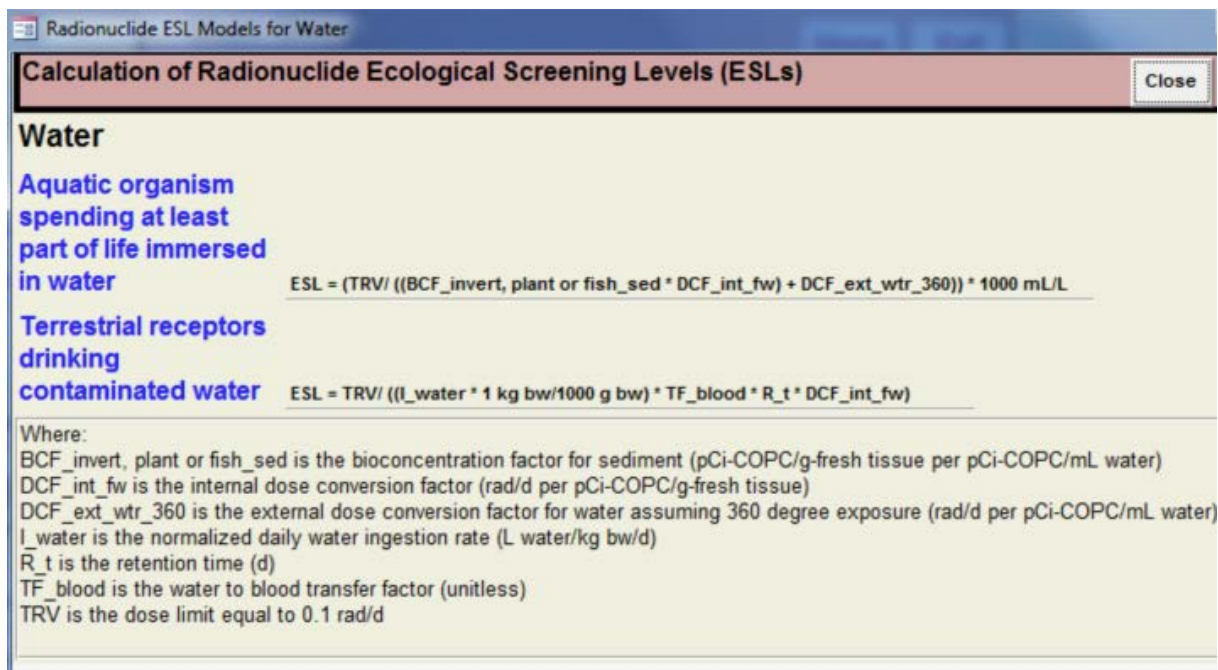 Radionuclide ESL Models for Water
Calculation of Radionuclide Ecological Screening Levels (ESLs)
Close
Water
Aquatic organism
spending at least
part of life immersed
in water
ESL = (TRV/ ((BCF_invert, plant or fish_sed * DCF_int_fw) + DCF_ext_wtr_360)) * 1000 mL/L
Terrestrial receptors
drinking
contaminated water
ESL = TRV/ ((I_water * 1 kg bw/1000 g bw) * TF_blood * R_t * DCF_int_fw)
Where:
BCF_invert, plant or fish_sed is the bioconcentration factor for sediment (pCi-COPC/g-fresh tissue per pCi-COPC/mL water)
DCF_int_fw is the internal dose conversion factor (rad/d per pCi-COPC/g-fresh tissue)
DCF_ext_wtr_360 is the external dose conversion factor for water assuming 360 degree exposure (rad/d per pCi-COPC/mL water)
I_water is the normalized daily water ingestion rate (L water/kg bw/d)
R_t is the retention time (d)
TF_blood is the water to blood transfer factor (unitless)
TRV is the dose limit equal to 0.1 rad/d